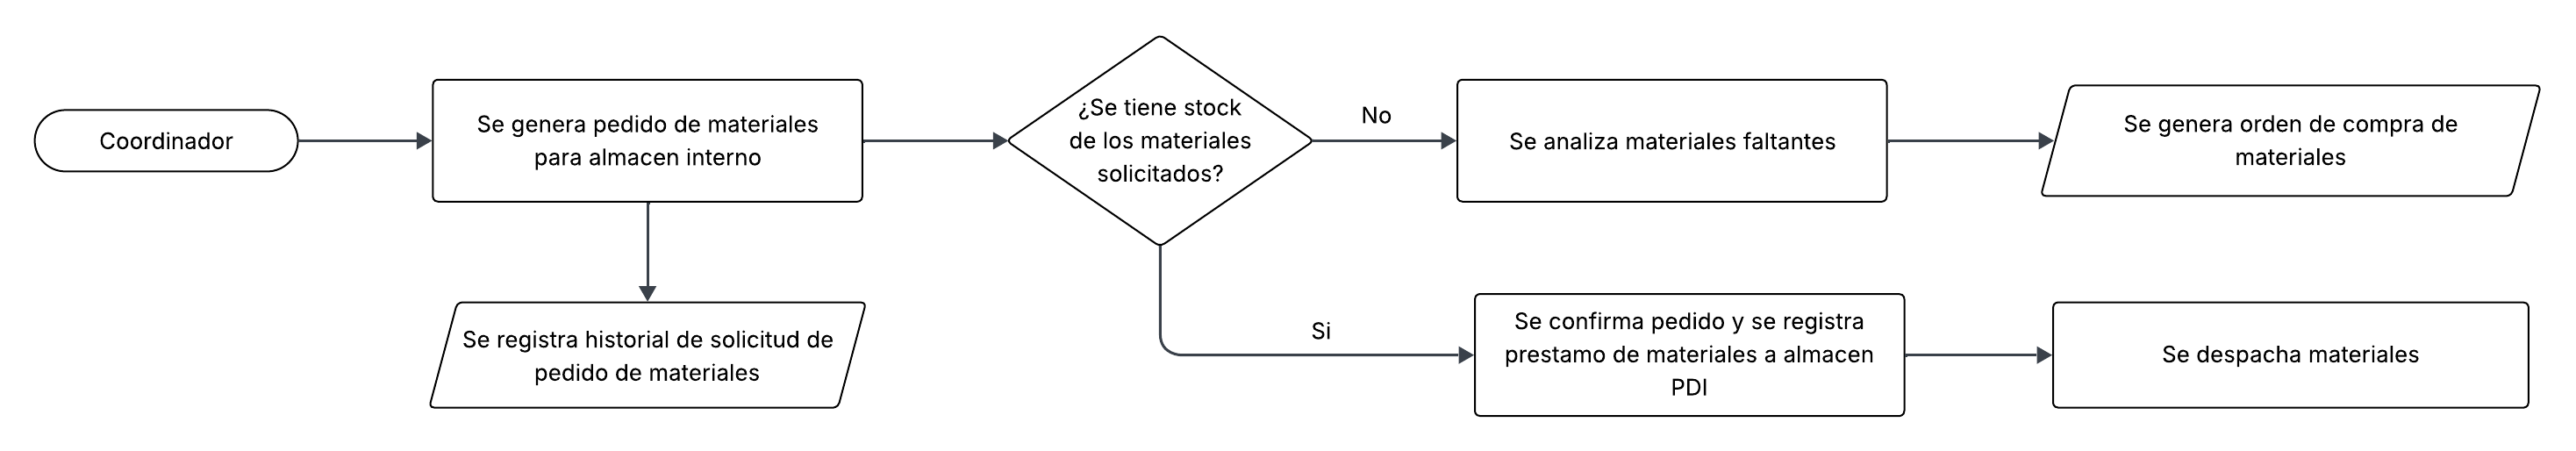 Coordinador
Se genera pedido de materiales
para almacen interno
Se registra historial de solicitud de
pedido de materiales
¿Se tiene stock
de los materiales
solicitados?
No
Se analiza materiales faltantes
Se genera orden de compra de
materiales
Si
Se confirma pedido y se registra
prestamo de materiales a almacen
PDI
Se despacha materiales